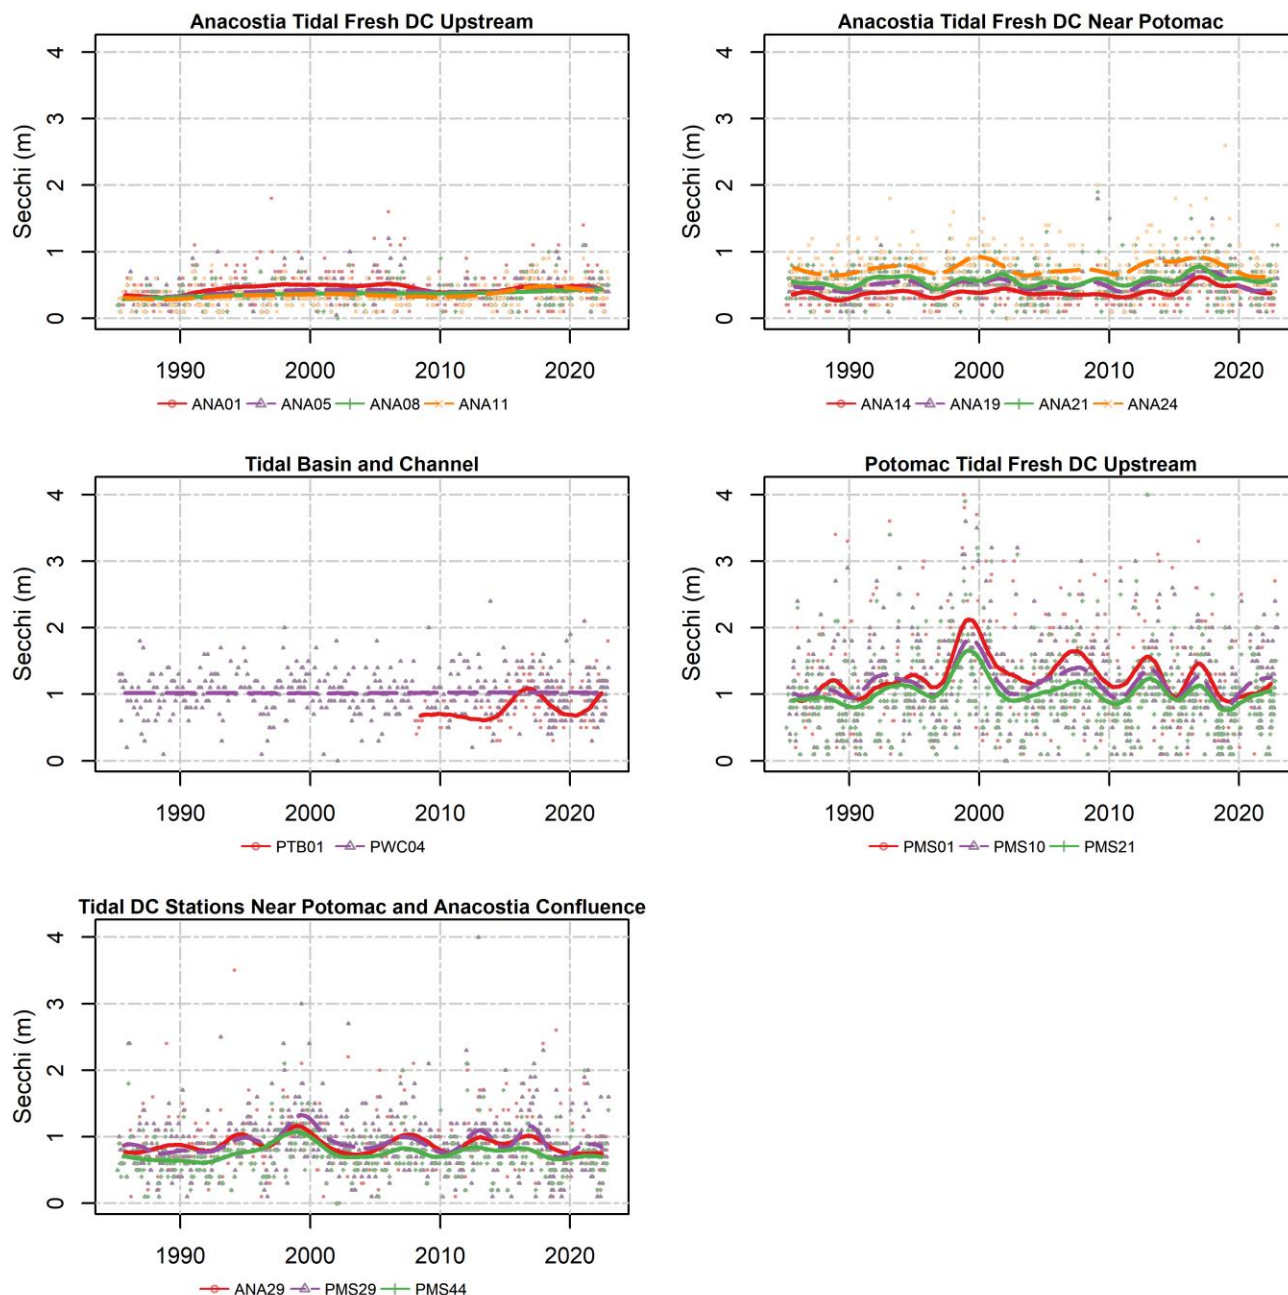 Anacostia Tidal Fresh DC Upstream
Secchi (m)
4
3
2
1
0
1990 2000 2010 2020
ANA01 ANA05 ANA08 ANA11
Anacostia Tidal Fresh DC Near Potomac
Secchi (m)
4
3
2
1
0
1990 2000 2010 2020
ANA14 ANA19 ANA21 ANA24
Tidal Basin and Channel
Secchi (m)
4
3
2
1
0
1990 2000 2010 2020
PTB01 PWC04
Potomac Tidal Fresh DC Upstream
Secchi (m)
4
3
2
1
0
1990 2000 2010 2020
PMS01 PMS10 PMS21
Tidal DC Stations Near Potomac and Anacostia Confluence
Secchi (m)
4
3
2
1
0
1990 2000 2010 2020
ANA29 PMS29 PMS44